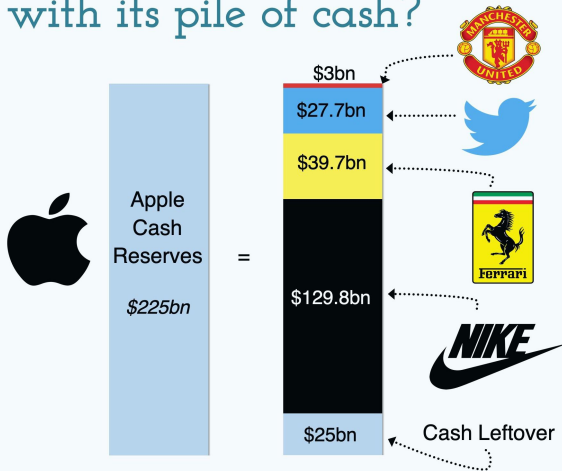 with its pile of cash?
MANCHESTER
UNITED
$3bn
$27.7bn
$39.7bn
Apple
Cash
Reserves
$225bn
=
Ferrari
$129.8bn
NIKE
$25bn
Cash Leftover